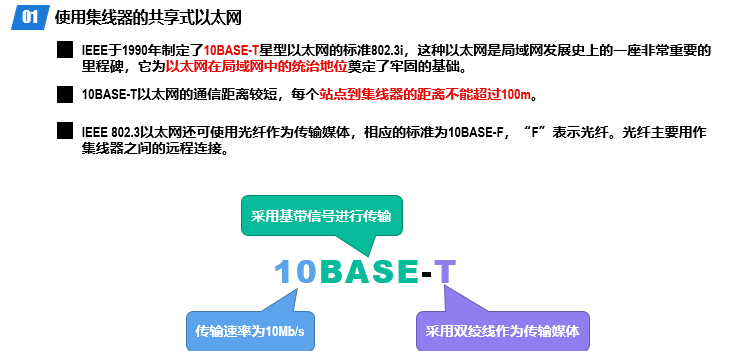 01 使用集线器的共享式以太网
IEEE于1990年制定了10BASE-T星型以太网的标准802.3i，这种以太网是局域网发展史上的一座非常重要的
里程碑，它为以太网在局域网中的统治地位奠定了牢固的基础。
10BASE-T以太网的通信距离较短，每个站点到集线器的距离不能超过100m。
IEEE 802.3以太网还可使用光纤作为传输媒体，相应的标准为10BASE-F，“F”表示光纤。光纤主要用作
集线器之间的远程连接。
采用基带信号进行传输
10BASE-T
传输速率为10Mb/s
采用双绞线作为传输媒体